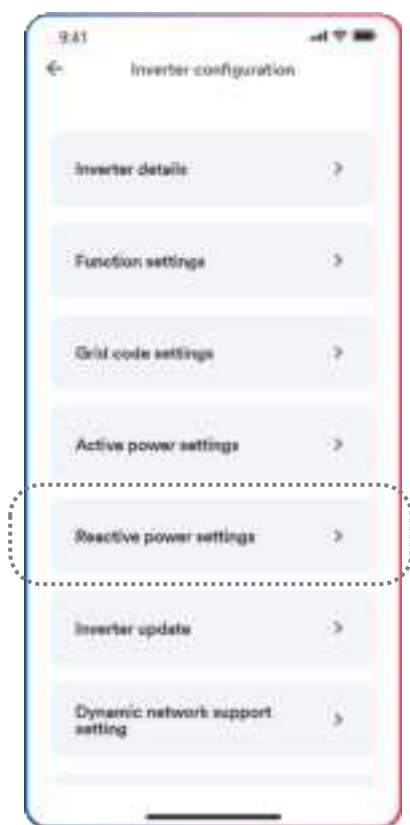 9:41
Inverter configuration
Inverter details
Function settings
Grid code settings
Active power settings
Reactive power settings
Inverter update
Dynamic network support
setting